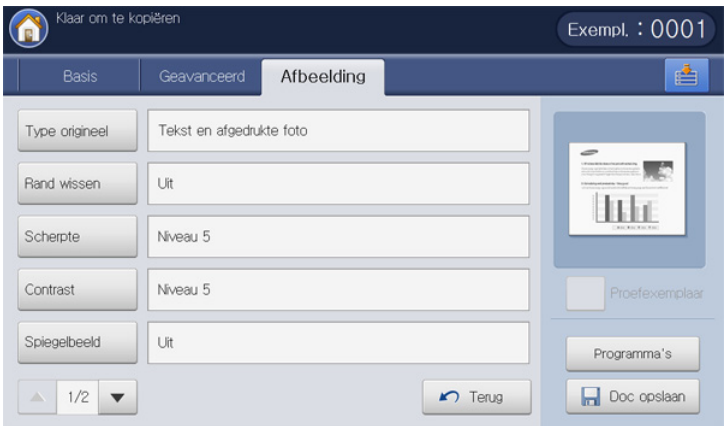 Klaar om te kopiëren
Exempl. : 0001
Basis
Geavanceerd
Afbeelding
Type origineel
Tekst en afgedrukte foto
Rand wissen
Uit
Scherpte
Niveau 5
Contrast
Niveau 5
Spiegelbeeld
Uit
1/2
Terug
Proefexemplaar
Programma's
Doc opslaan